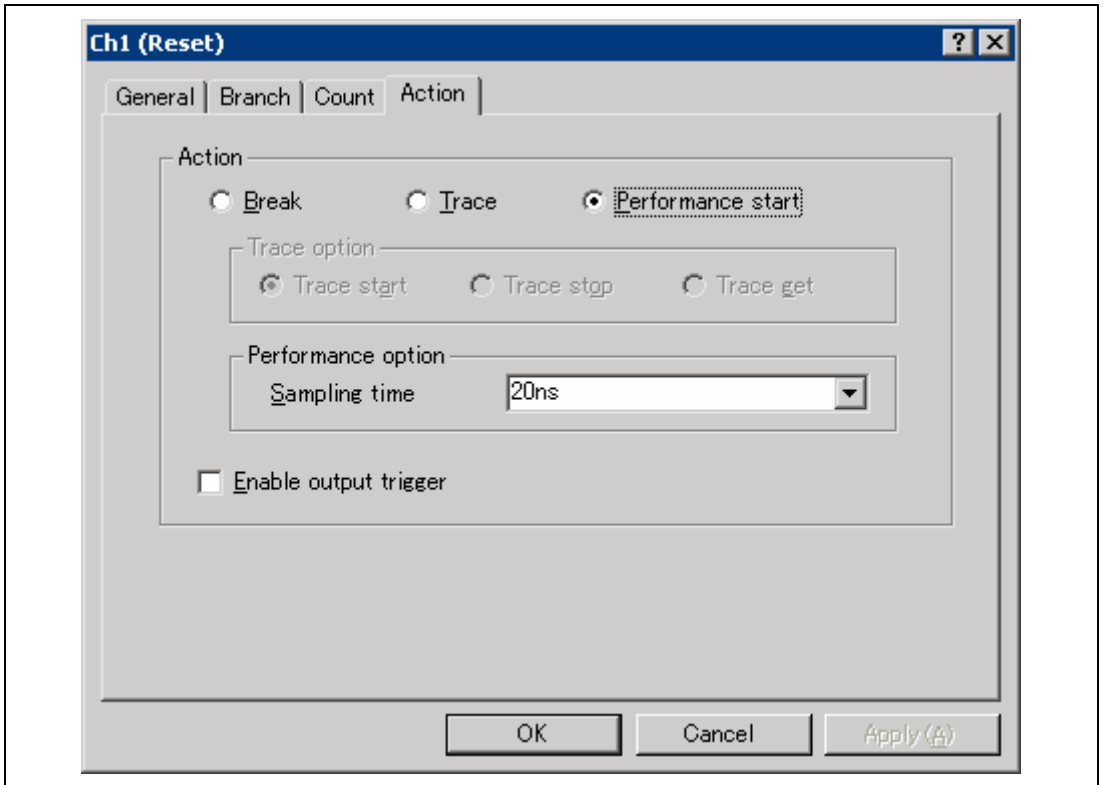 Ch1 (Reset)
General Branch Count Action
Action
Break Trace Performance start
Trace option
Trace start Trace stop Trace get
Performance option
Sampling time 20ns
Enable output trigger
OK Cancel Apply(A)